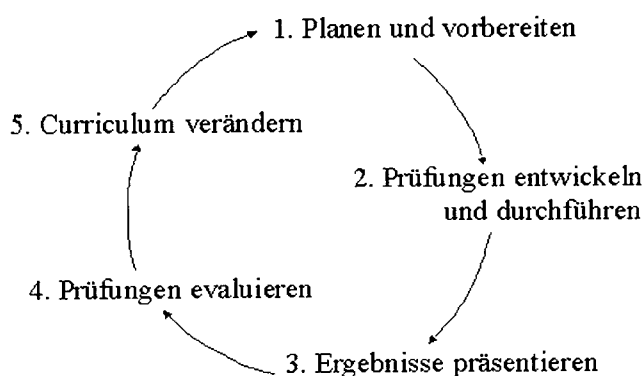 1. Planen und vorbereiten
2. Prüfungen entwickeln
und durchführen
3. Ergebnisse präsentieren
4. Prüfungen evaluieren
5. Curriculum verändern